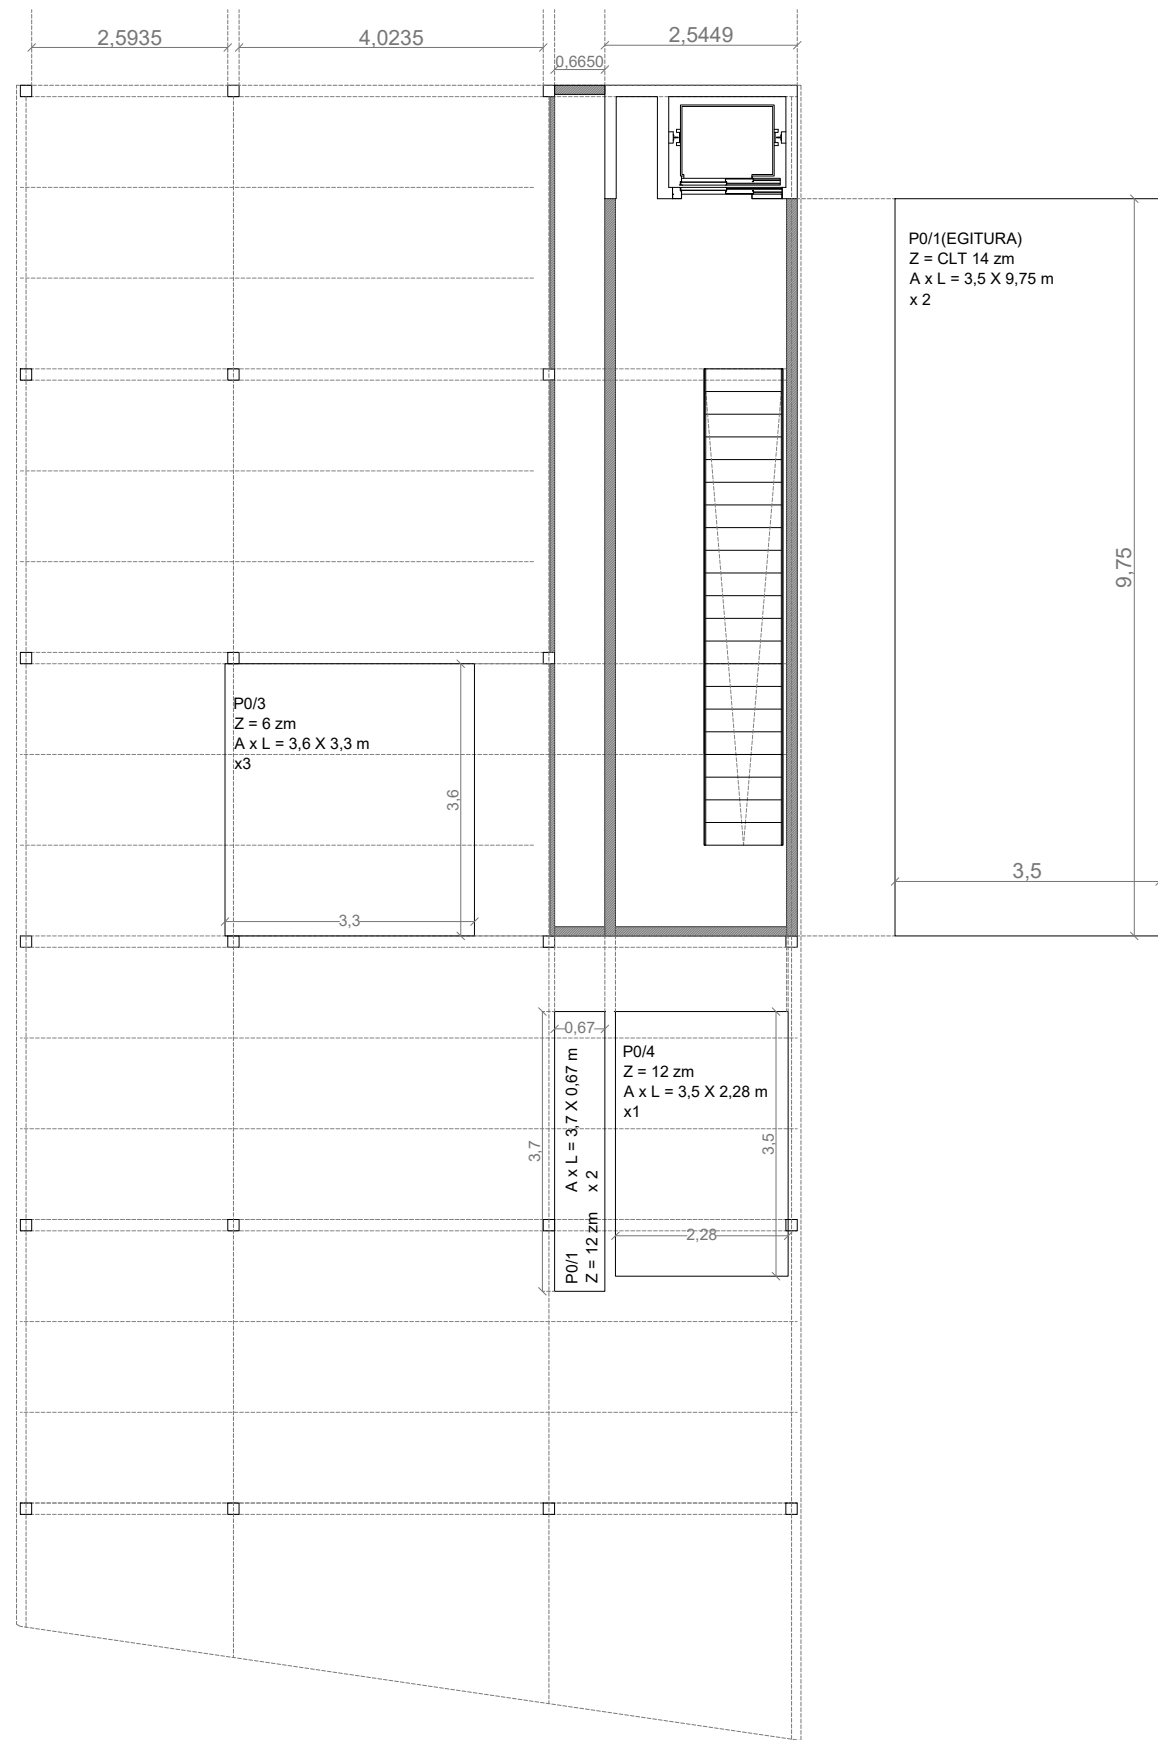 2,5935
4,0235
2,5449
0,6650
P0/1(EGITURA)
Z = CLT 14 zm
A x L = 3,5 X 9,75 m
x 2
9,75
3,5
P0/3
Z = 6 zm
A x L = 3,6 X 3,3 m
x3
3,6
3,3
0,67
P0/1 A x L = 3,7 X 0,67 m
Z = 12 zm x 2
3,7
P0/4
Z = 12 zm
A x L = 3,5 X 2,28 m
x1
3,5
2,28